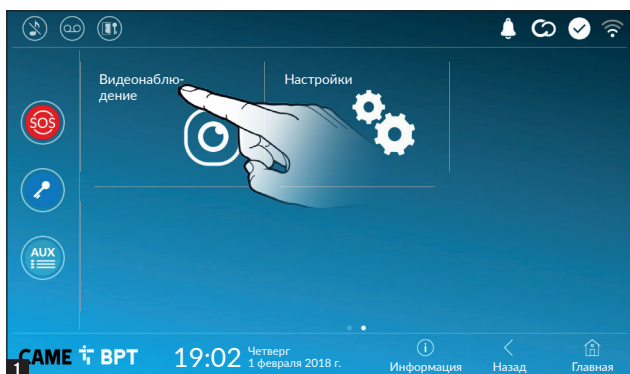 Видеонаблю-
дение
Настройки
SOS
AUX
1
CAME BPT
19:02
Четверг
1 февраля 2018 г.
Информация
Назад
Главная